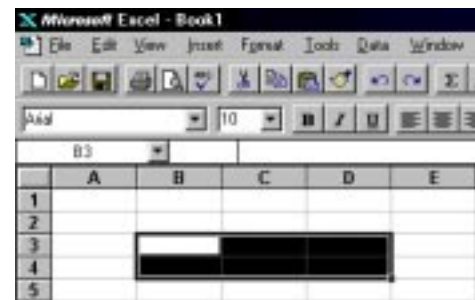 Microsoft Excel - Book1
File Edit View Insert Format Tools Data Window
Arial 10 B I U
B3
A B C D E
1
2
3
4
5